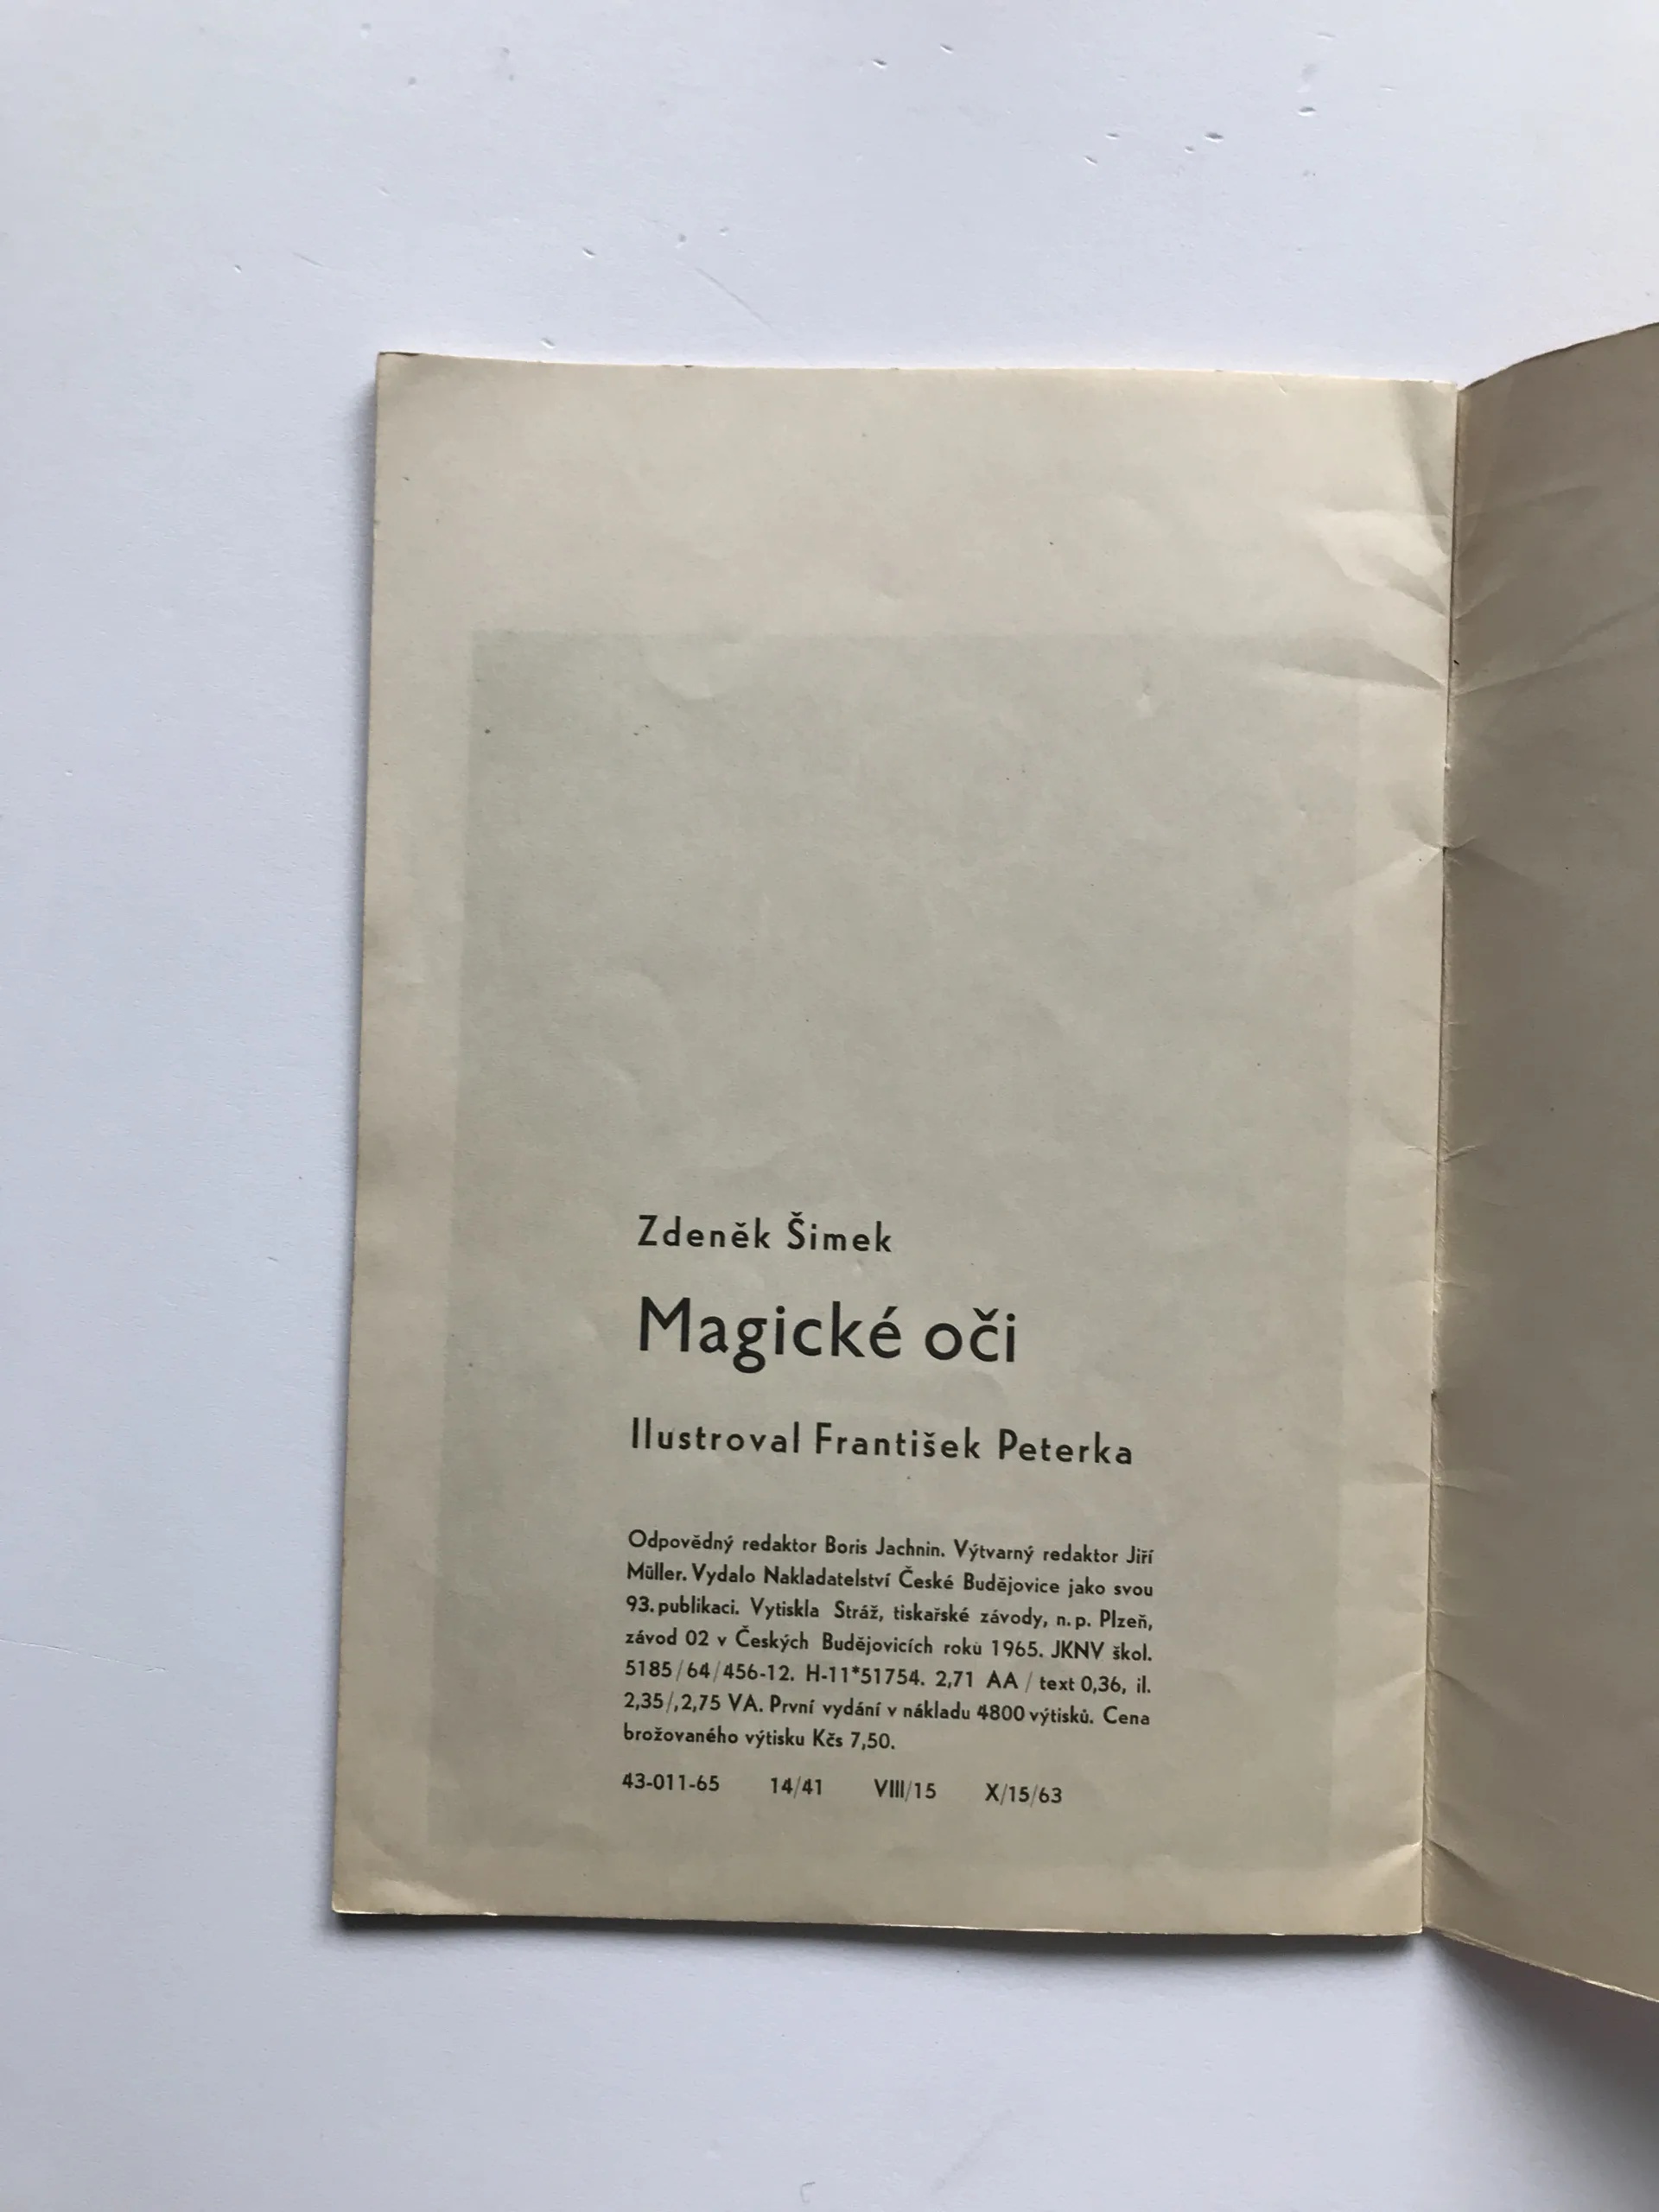 Zdeněk Šimek
Magické oči
Ilustroval František Peterka
Odpovědný redaktor Boris Jachnin. Výtvarný redaktor Jiří
Müller. Vydalo Nakladatelství České Budějovice jako svou
93. publikaci. Vytiskla Stráž, tiskařské závody, n. p. Plzeň,
závod 02 v Českých Budějovicích roku 1965. JKNV škol.
5185/64/456-12. H-11*51754. 2,71 AA / text 0,36, il.
2,35/, 2,75 VA. První vydání v nákladu 4800 výtisků. Cena
brožovaného výtisku Kčs 7,50.
43-011-65 14/41 VIII/15 X/15/63